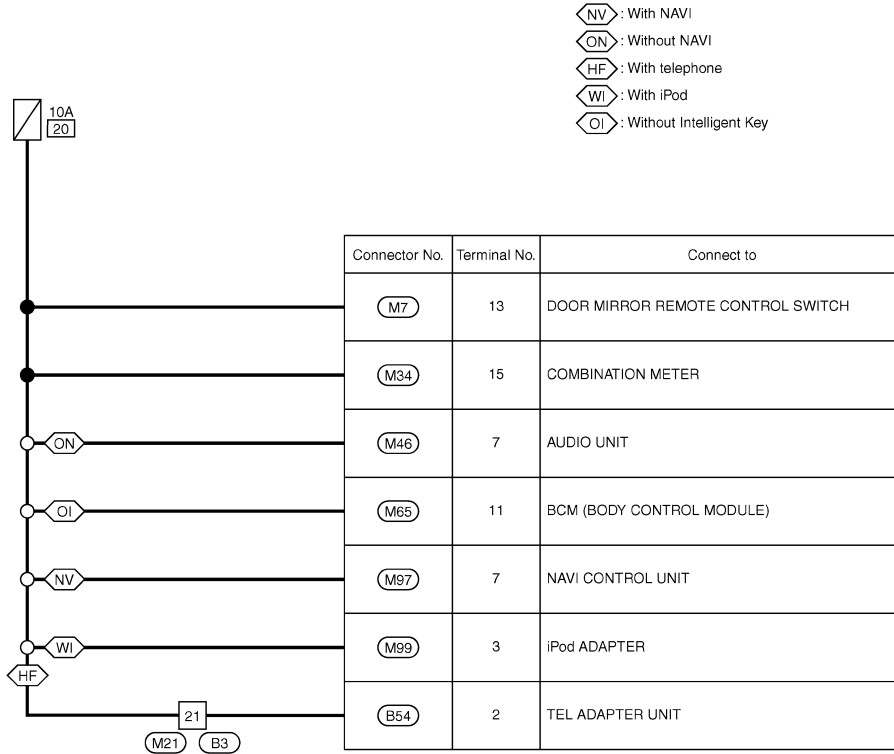 NV : With NAVI
ON : Without NAVI
HF : With telephone
WI : With iPod
OI : Without Intelligent Key
10A
20
Connector No. Terminal No. Connect to
M7 13 DOOR MIRROR REMOTE CONTROL SWITCH
M34 15 COMBINATION METER
ON M46 7 AUDIO UNIT
OI M65 11 BCM (BODY CONTROL MODULE)
NV M97 7 NAVI CONTROL UNIT
WI M99 3 iPod ADAPTER
HF
21 B54 2 TEL ADAPTER UNIT
M21 B3